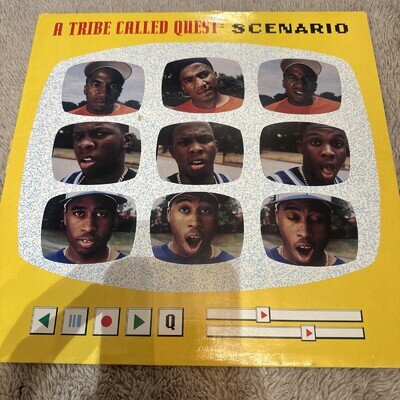 A TRIBE CALLED QUEST SCENARIO
Q